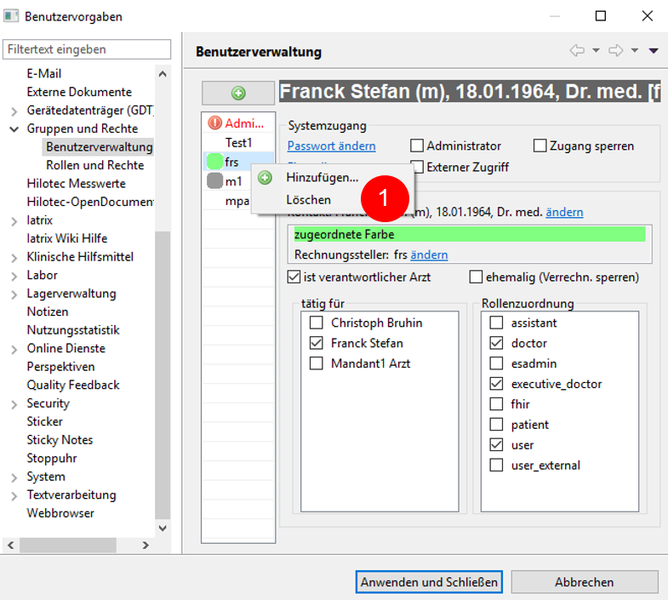 Benutzervorgaben
Filtertext eingeben
E-Mail
Externe Dokumente
Gerätedatenträger (GDT)
Gruppen und Rechte
Benutzerverwaltung
Rollen und Rechte
Hilotec Messwerte
Hilotec-OpenDocument
Iatrix
Iatrix Wiki Hilfe
Klinische Hilfsmittel
Labor
Lagerverwaltung
Notizen
Nutzungsstatistik
Online Dienste
Perspektiven
Quality Feedback
Security
Sticker
Sticky Notes
Stoppuhr
System
Textverarbeitung
Webbrowser
Benutzerverwaltung
Admi...
Test1
frs
m1
mpa
Hinzufügen...
Löschen
1
Franck Stefan (m), 18.01.1964, Dr. med. [f
Systemzugang
Passwort ändern
Administrator
Zugang sperren
Externer Zugriff
(m), 18.01.1964, Dr. med. ändern
zugeordnete Farbe
Rechnungssteller: frs ändern
ist verantwortlicher Arzt
ehemalig (Verrechn. sperren)
tätig für
Christoph Bruhin
Franck Stefan
Mandant1 Arzt
Rollenzuordnung
assistant
doctor
esadmin
executive_doctor
fhir
patient
user
user_external
Anwenden und Schließen
Abbrechen